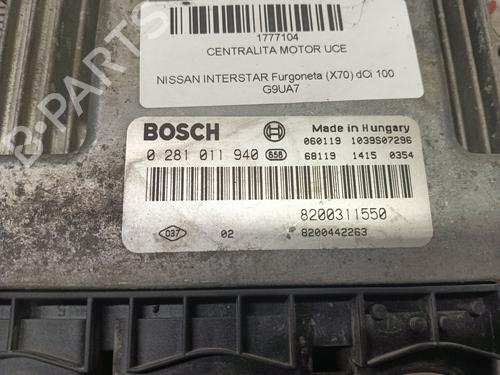 1777104
CENTRALITA MOTOR UCE
NISSAN INTERSTAR Furgoneta (X70) dCi 100
G9UA7
BOSCH
Made in Hungary
0 281 011 940 658
060119 1039S07296
68119 1415 0354
8200311550
037 02 8200442263
B-PARTS